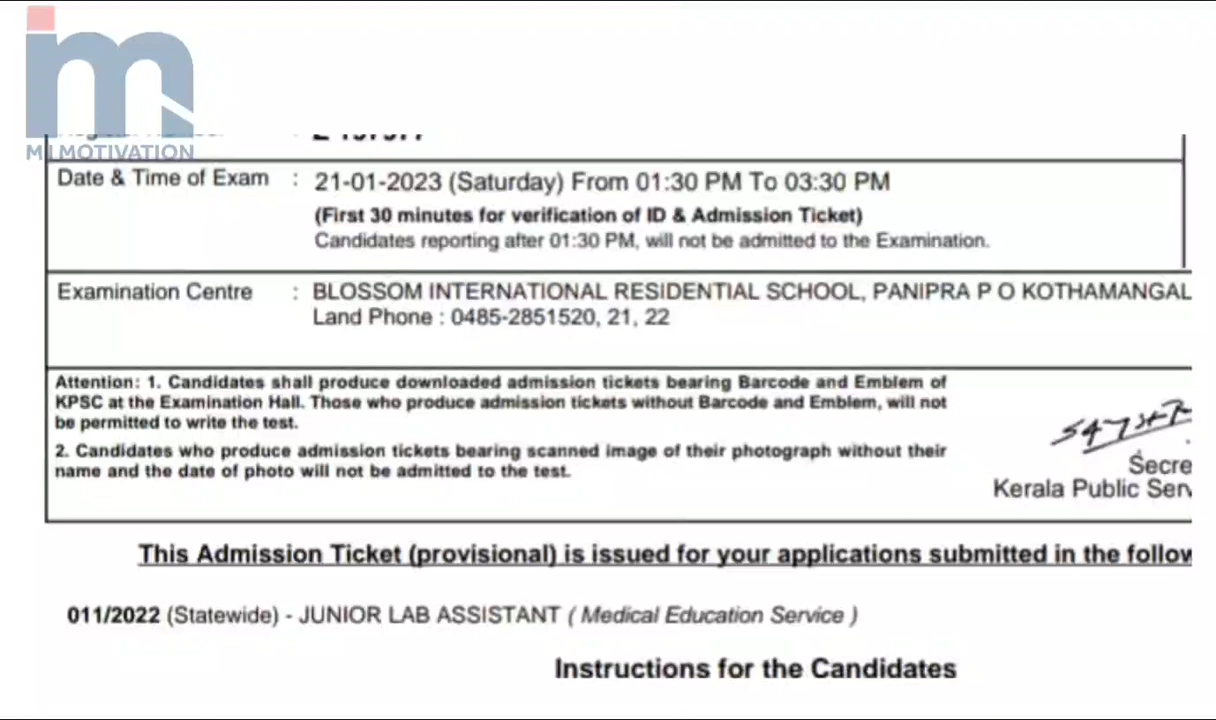 MI MOTIVATION
Date & Time of Exam : 21-01-2023 (Saturday) From 01:30 PM To 03:30 PM
(First 30 minutes for verification of ID & Admission Ticket)
Candidates reporting after 01:30 PM, will not be admitted to the Examination.
Examination Centre : BLOSSOM INTERNATIONAL RESIDENTIAL SCHOOL, PANIPRA P O KOTHAMANGAL
Land Phone : 0485-2851520, 21, 22
Attention: 1. Candidates shall produce downloaded admission tickets bearing Barcode and Emblem of
KPSC at the Examination Hall. Those who produce admission tickets without Barcode and Emblem, will not
be permitted to write the test.
2. Candidates who produce admission tickets bearing scanned image of their photograph without their
name and the date of photo will not be admitted to the test.
Secre
Kerala Public Ser
This Admission Ticket (provisional) is issued for your applications submitted in the follow
011/2022 (Statewide) - JUNIOR LAB ASSISTANT ( Medical Education Service )
Instructions for the Candidates